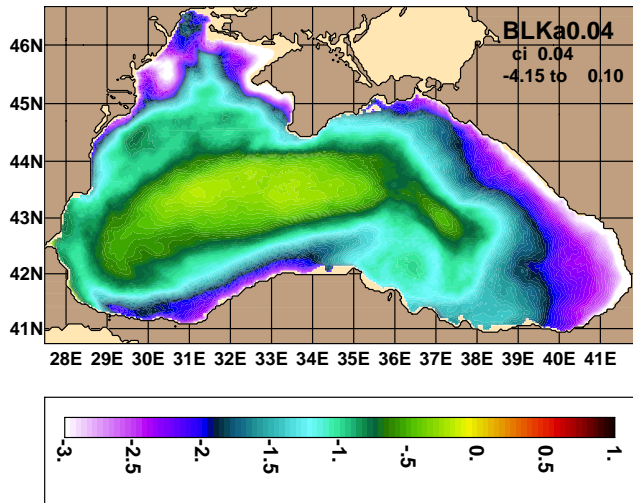 BLKa0.04
ci 0.04
-4.15 to 0.10
46N
45N
44N
43N
42N
41N
28E 29E 30E 31E 32E 33E 34E 35E 36E 37E 38E 39E 40E 41E
-3. -2.5 -2. -1.5 -1. -.5 0. 0.5 1.